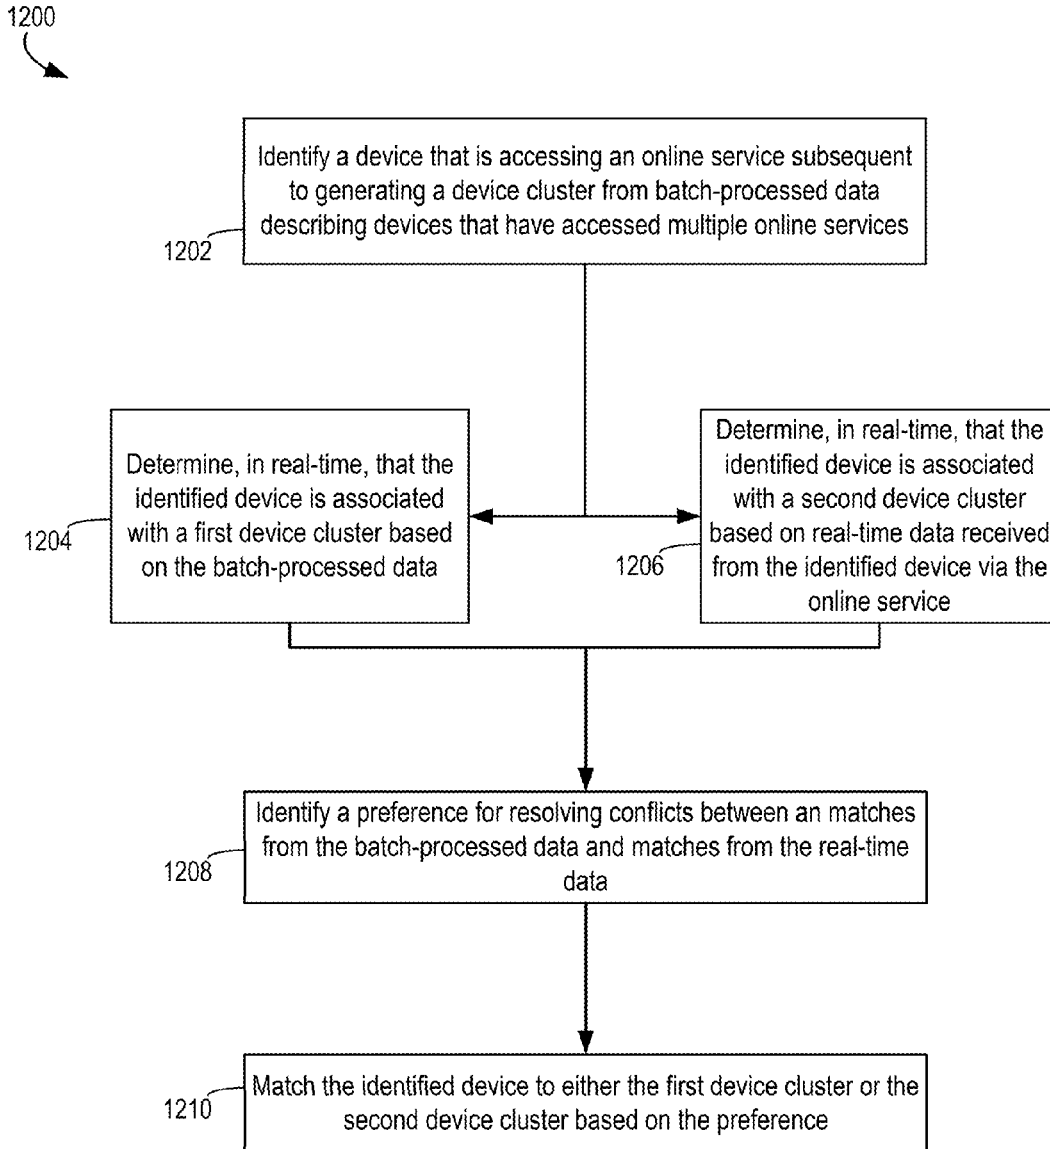 1200
Identify a device that is accessing an online service subsequent
to generating a device cluster from batch-processed data
describing devices that have accessed multiple online services
1202
Determine, in real-time, that the
identified device is associated
with a first device cluster based
on the batch-processed data
1204
Determine, in real-time, that the
identified device is associated
with a second device cluster
based on real-time data received
from the identified device via the
online service
1206
Identify a preference for resolving conflicts between an matches
from the batch-processed data and matches from the real-time
data
1208
Match the identified device to either the first device cluster or the
second device cluster based on the preference
1210